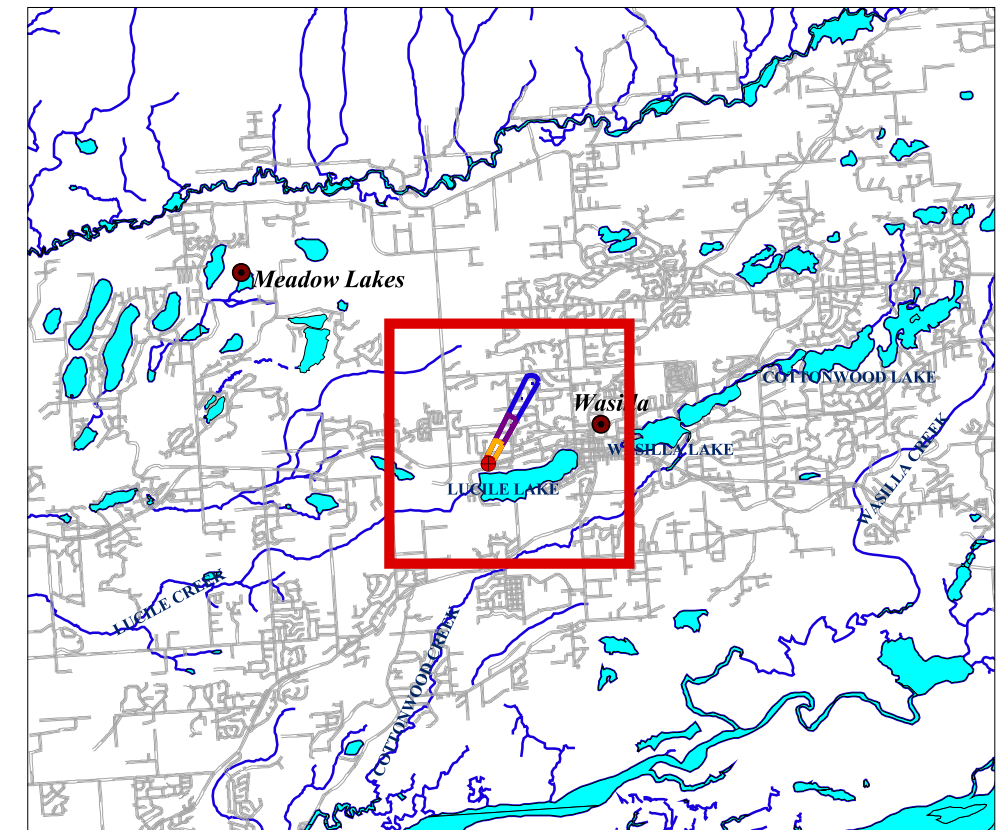 Meadow Lakes
COTTONWOOD LAKE
Wasilla
WASILLA LAKE
WASILLA CREEK
LUCILE LAKE
LUCILE CREEK
COTTONWOOD CREEK